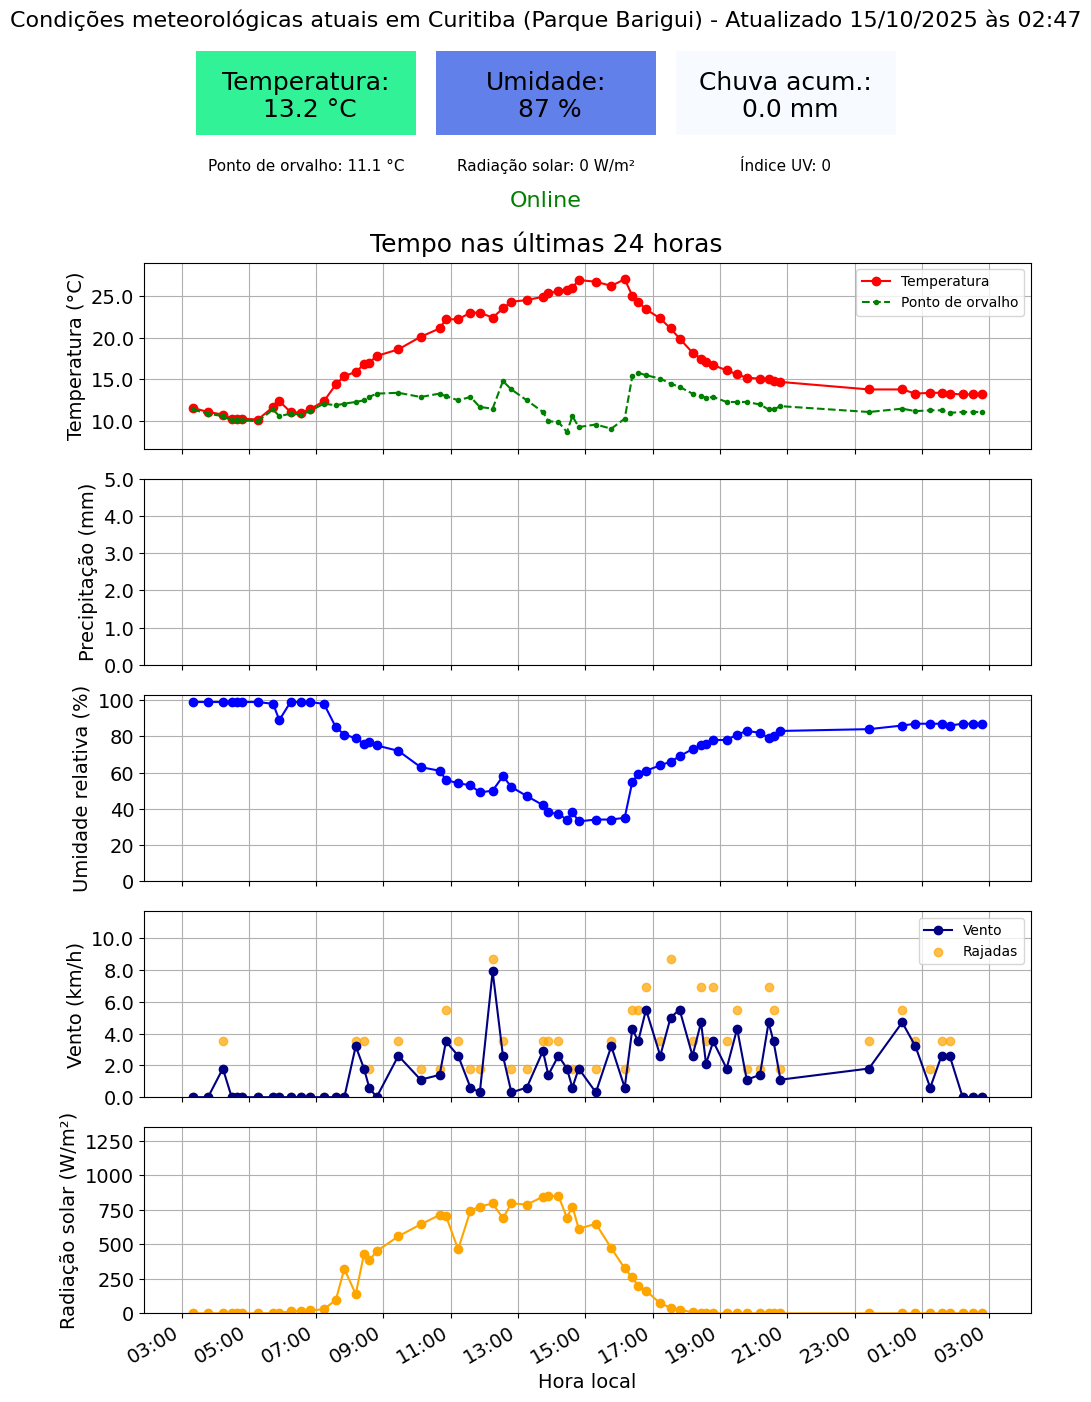 Condições meteorológicas atuais em Curitiba (Parque Barigui) - Atualizado 15/10/2025 às 02:47
Temperatura:
13.2 °C
Umidade:
87 %
Chuva acum.:
0.0 mm
Ponto de orvalho: 11.1 °C
Radiação solar: 0 W/m²
Índice UV: 0
Online
Tempo nas últimas 24 horas
Temperatura (°C)
25.0
20.0
15.0
10.0
Temperatura
Ponto de orvalho
Precipitação (mm)
5.0
4.0
3.0
2.0
1.0
0.0
Umidade relativa (%)
100
80
60
40
20
0
Vento (km/h)
10.0
8.0
6.0
4.0
2.0
0.0
Vento
Rajadas
Radiação solar (W/m²)
1250
1000
750
500
250
0
03:00 05:00 07:00 09:00 11:00 13:00 15:00 17:00 19:00 21:00 23:00 01:00 03:00
Hora local